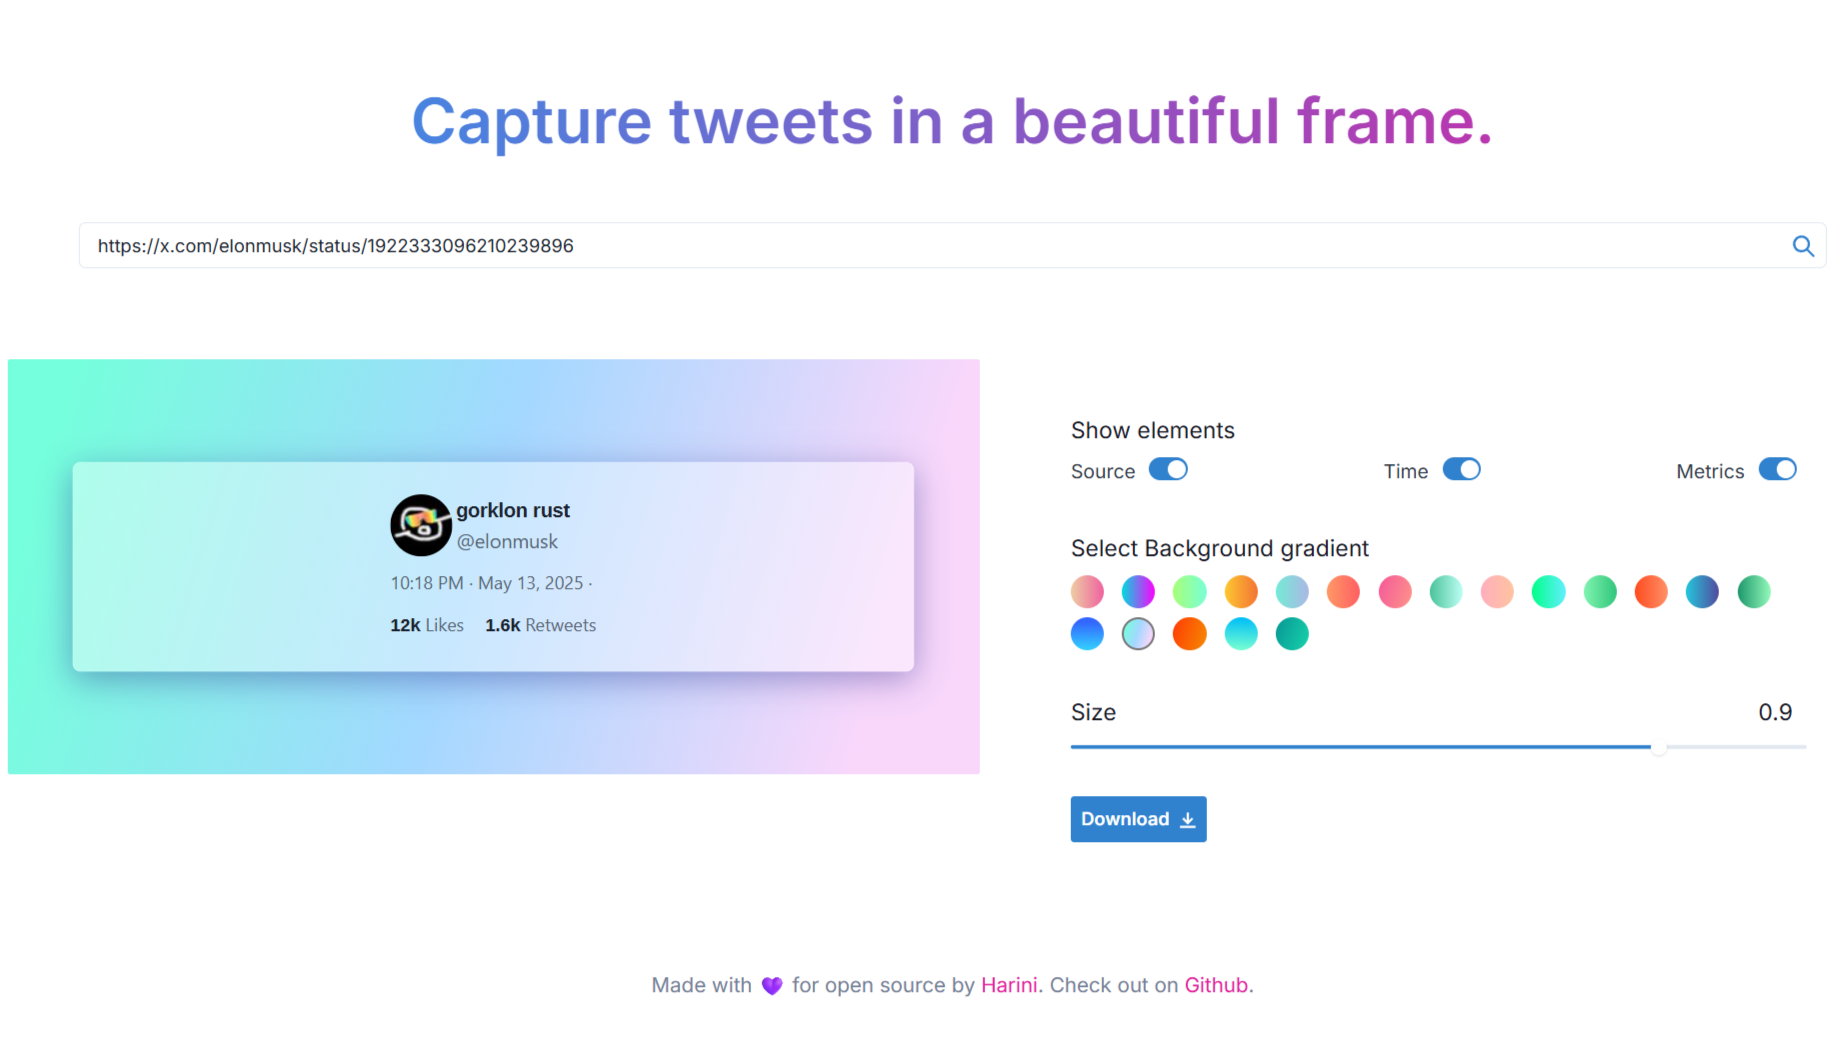 Capture tweets in a beautiful frame.
https://x.com/elonmusk/status/1922333096210239896
gorklon rust
@elonmusk
10:18 PM · May 13, 2025 ·
12k Likes 1.6k Retweets
Show elements
Source Time Metrics
Select Background gradient
Size 0.9
Download
Made with 💜 for open source by Harini. Check out on Github.